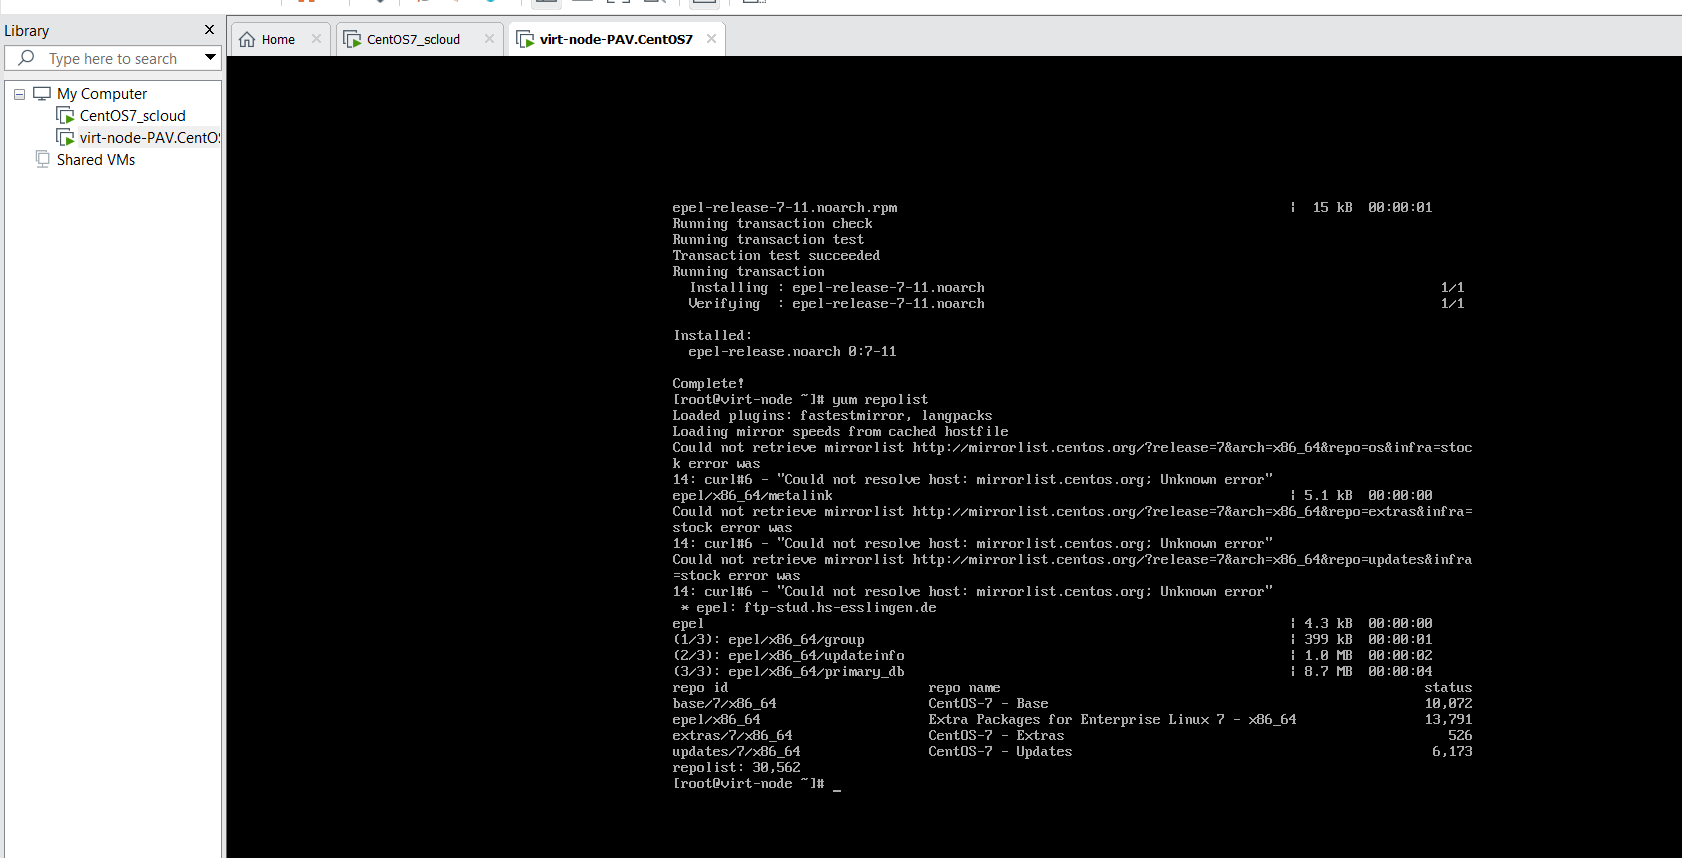 Library
Type here to search
My Computer
CentOS7_scloud
virt-node-PAV.CentOS
Shared VMs
Home
CentOS7_scloud
virt-node-PAV.CentOS7
epel-release-7-11.noarch.rpm | 15 kB 00:00:01
Running transaction check
Running transaction test
Transaction test succeeded
Running transaction
Installing : epel-release-7-11.noarch 1/1
Verifying : epel-release-7-11.noarch 1/1
Installed:
epel-release.noarch 0:7-11
Complete!
[root@virt-node ~]# yum repolist
Loaded plugins: fastestmirror, langpacks
Loading mirror speeds from cached hostfile
Could not retrieve mirrorlist http://mirrorlist.centos.org/?release=7&arch=x86_64&repo=os&infra=stoc
k error was
14: curl#6 - "Could not resolve host: mirrorlist.centos.org; Unknown error"
epel/x86_64/metalink | 5.1 kB 00:00:00
Could not retrieve mirrorlist http://mirrorlist.centos.org/?release=7&arch=x86_64&repo=extras&infra=
stock error was
14: curl#6 - "Could not resolve host: mirrorlist.centos.org; Unknown error"
Could not retrieve mirrorlist http://mirrorlist.centos.org/?release=7&arch=x86_64&repo=updates&infra
=stock error was
14: curl#6 - "Could not resolve host: mirrorlist.centos.org; Unknown error"
* epel: ftp-stud.hs-esslingen.de
epel | 4.3 kB 00:00:00
(1/3): epel/x86_64/group | 399 kB 00:00:01
(2/3): epel/x86_64/updateinfo | 1.0 MB 00:00:02
(3/3): epel/x86_64/primary_db | 8.7 MB 00:00:04
repo id repo name status
base/7/x86_64 CentOS-7 - Base 10,072
epel/x86_64 Extra Packages for Enterprise Linux 7 - x86_64 13,791
extras/7/x86_64 CentOS-7 - Extras 526
updates/7/x86_64 CentOS-7 - Updates 6,173
repolist: 30,562
[root@virt-node ~]# _